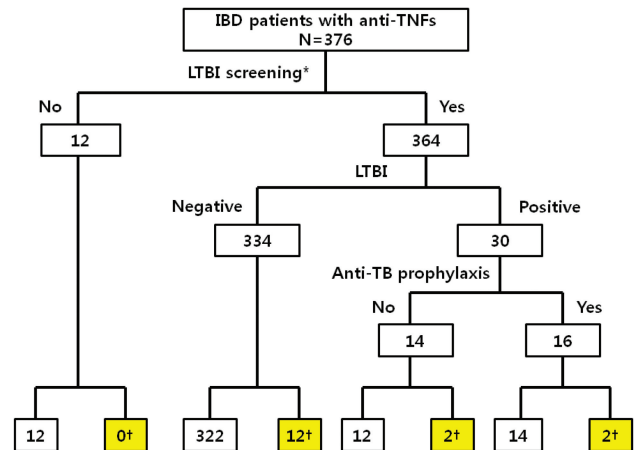 IBD patients with anti-TNFs
N=376
LTBI screening*
No
Yes
12
364
LTBI
Negative
Positive
334
30
Anti-TB prophylaxis
No
Yes
14
16
12
0†
322
12†
12
2†
14
2†